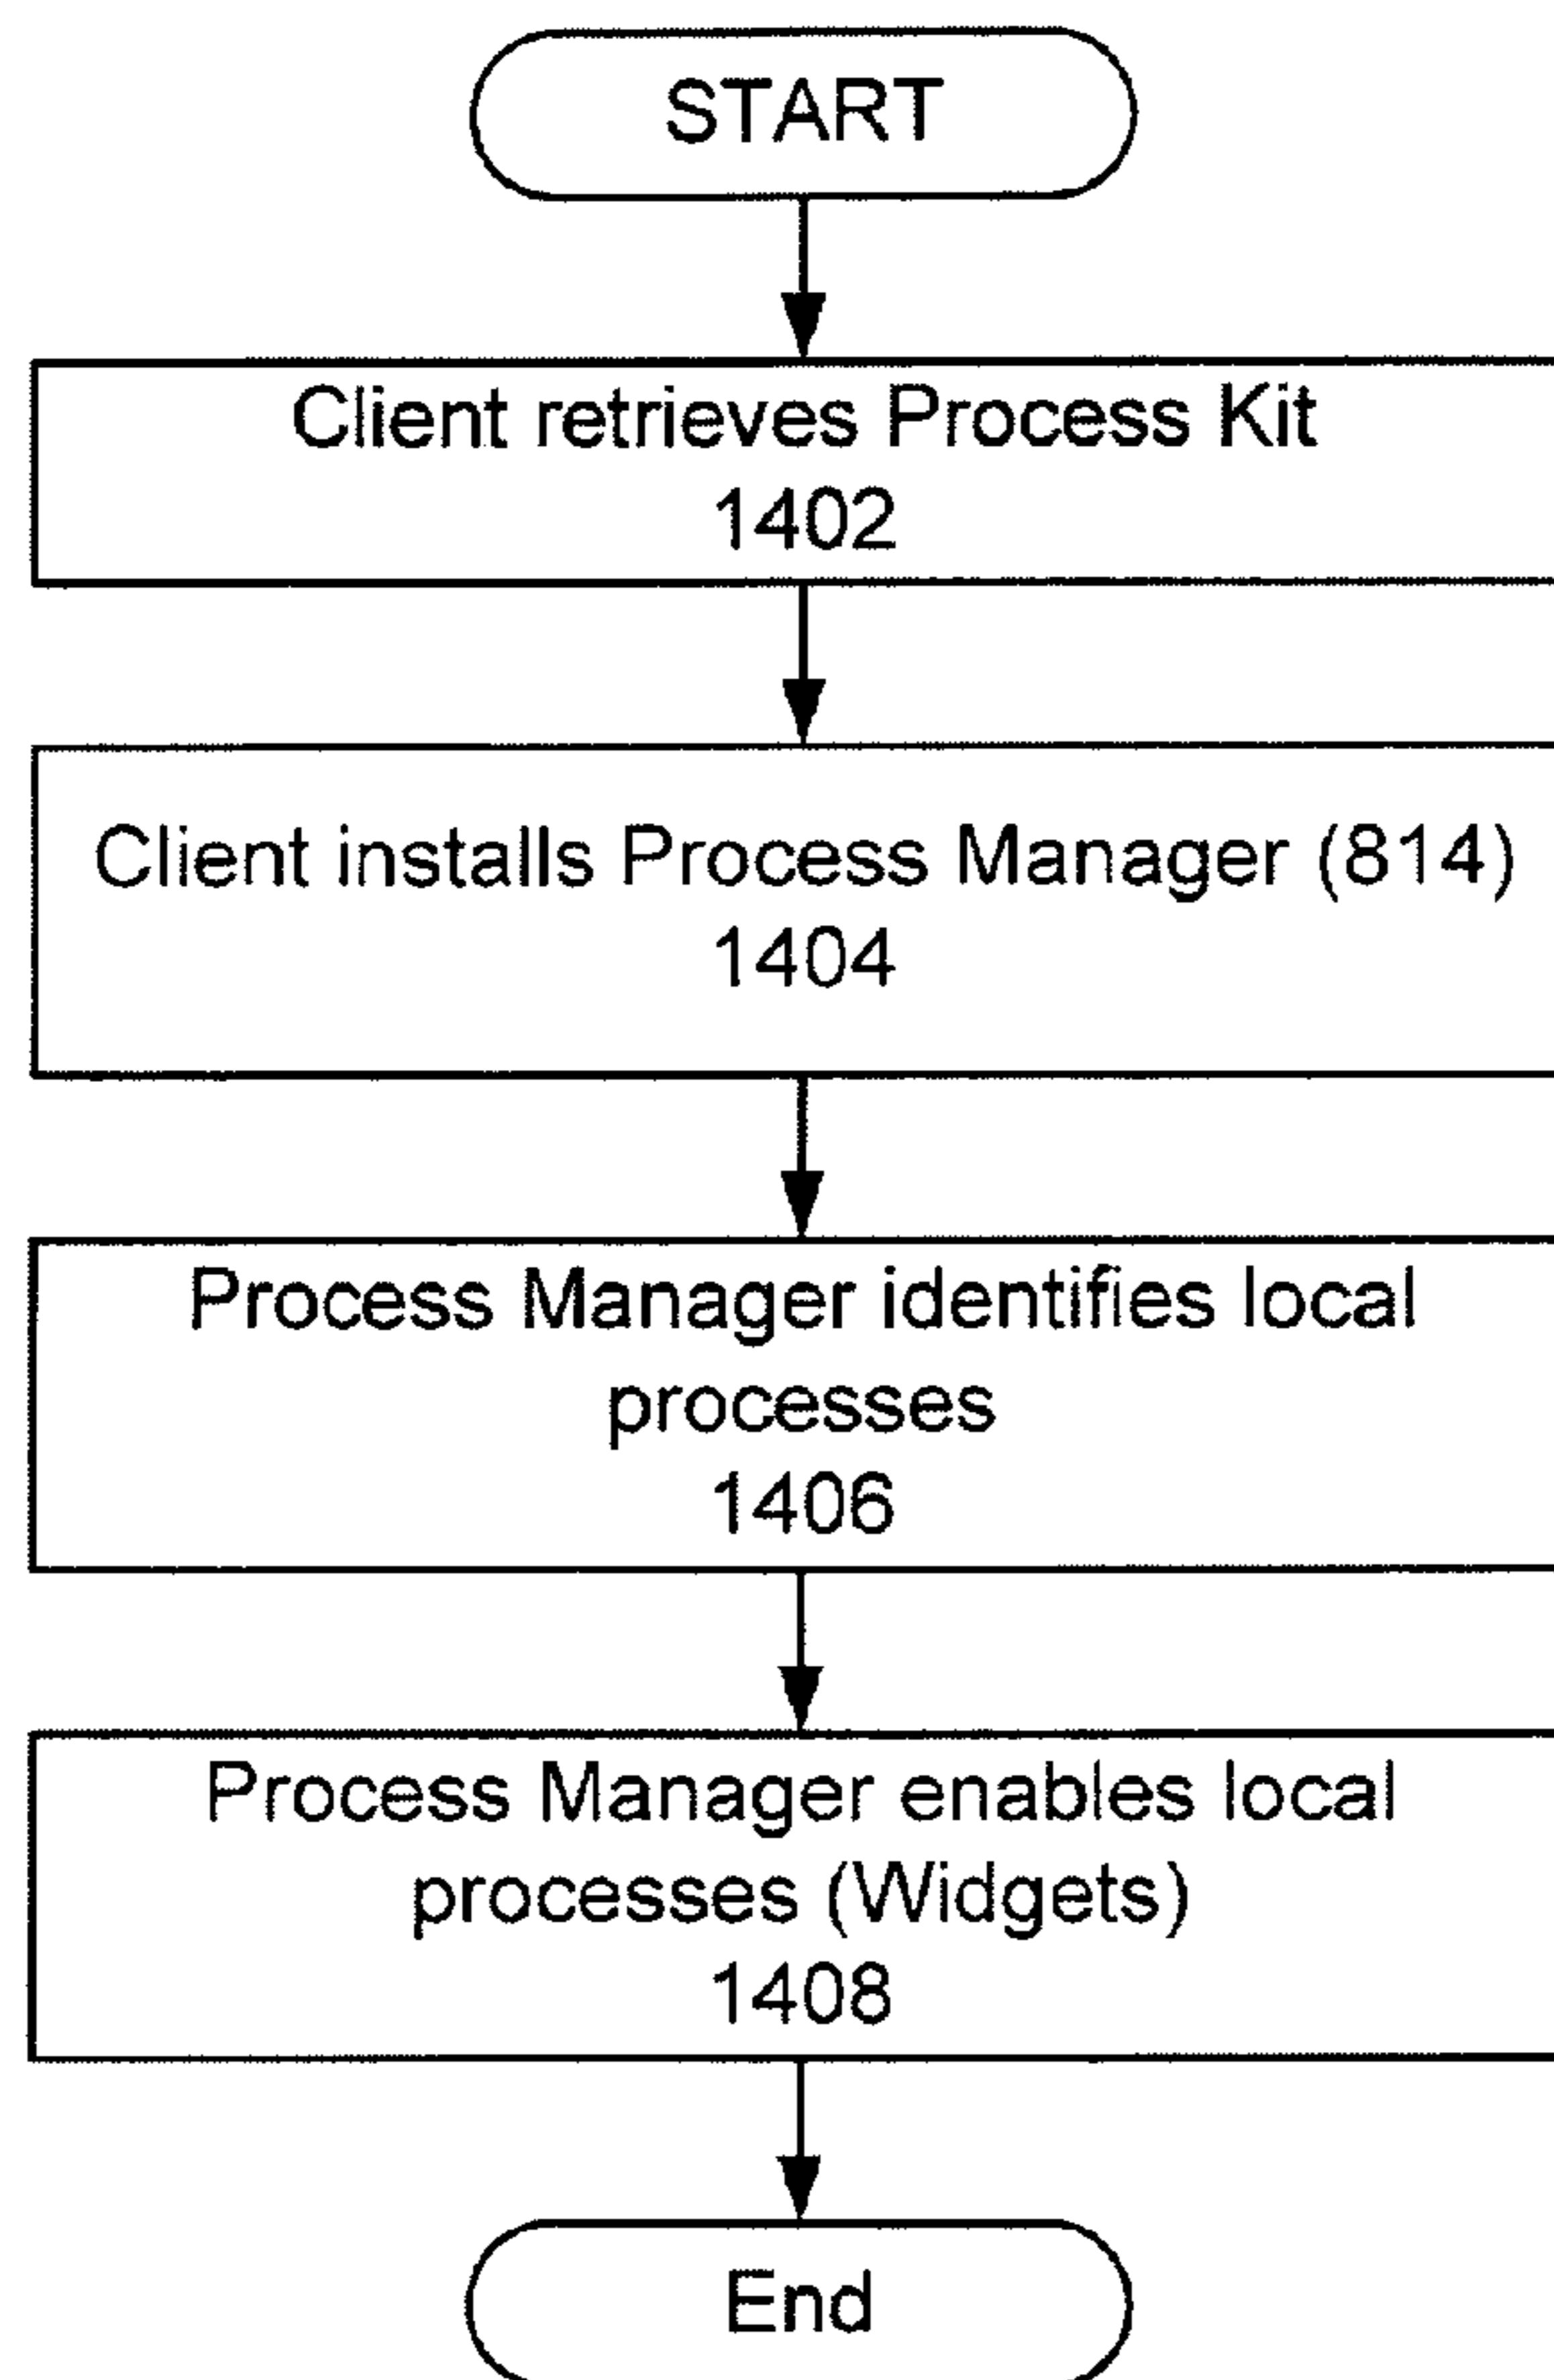 START
Client retrieves Process Kit
1402
Client installs Process Manager (814)
1404
Process Manager identifies local
processes
1406
Process Manager enables local
processes (Widgets)
1408
End